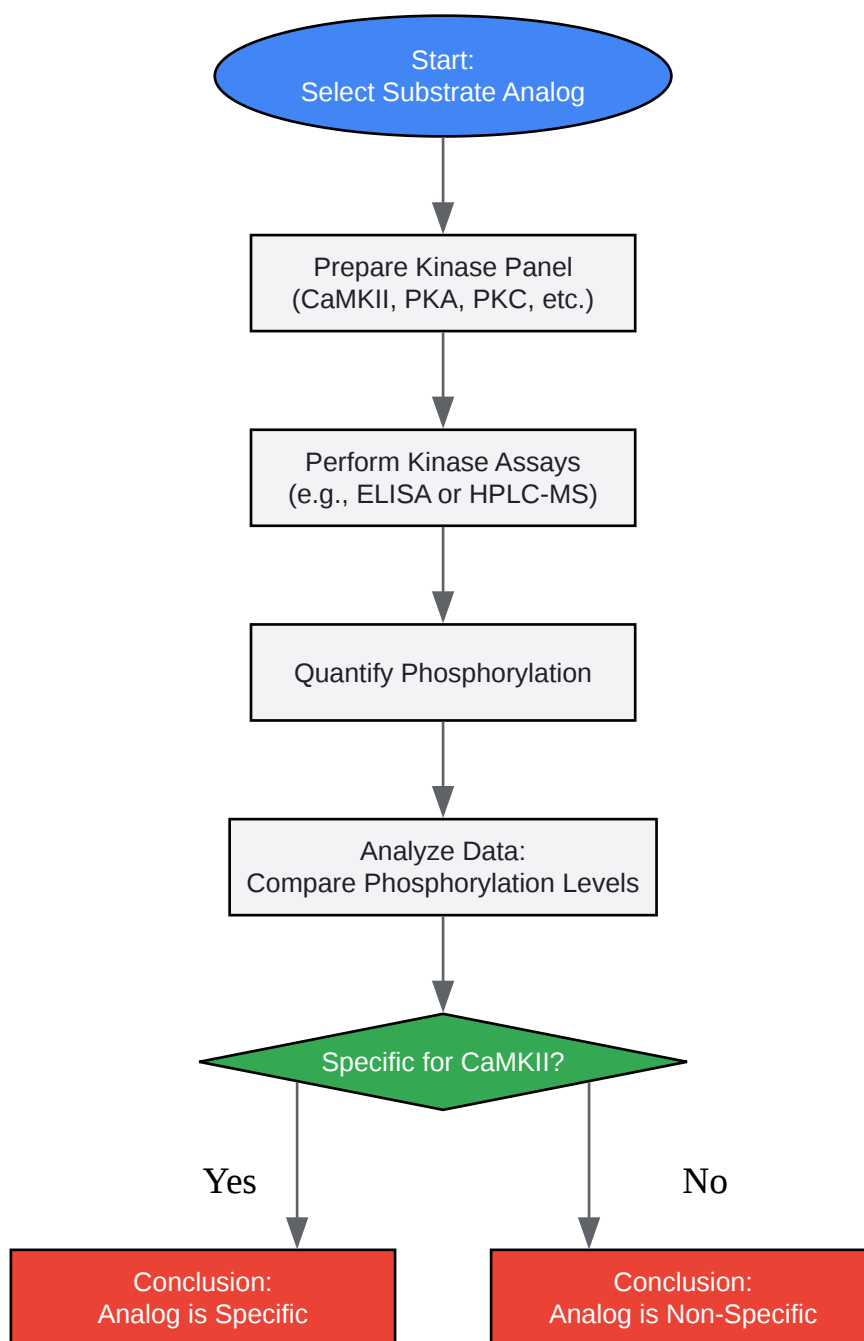 Start:
Select Substrate Analog
Prepare Kinase Panel
(CaMKII, PKA, PKC, etc.)
Perform Kinase Assays
(e.g., ELISA or HPLC-MS)
Quantify Phosphorylation
Analyze Data:
Compare Phosphorylation Levels
Specific for CaMKII?
Yes
No
Conclusion:
Analog is Specific
Conclusion:
Analog is Non-Specific